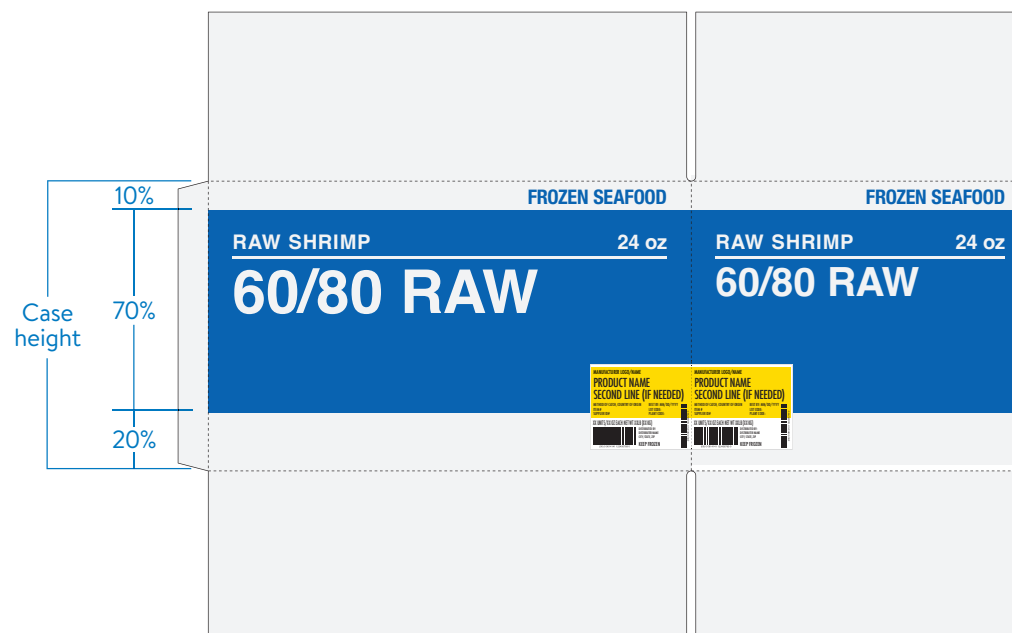 10%
FROZEN SEAFOOD
FROZEN SEAFOOD
RAW SHRIMP 24 oz
RAW SHRIMP 24 oz
60/80 RAW
60/80 RAW
Case
height
70%
20%
MANUFACTURER LOGO/NAME
PRODUCT NAME
SECOND LINE (IF NEEDED)
KEEP FROZEN
MANUFACTURER LOGO/NAME
PRODUCT NAME
SECOND LINE (IF NEEDED)
KEEP FROZEN